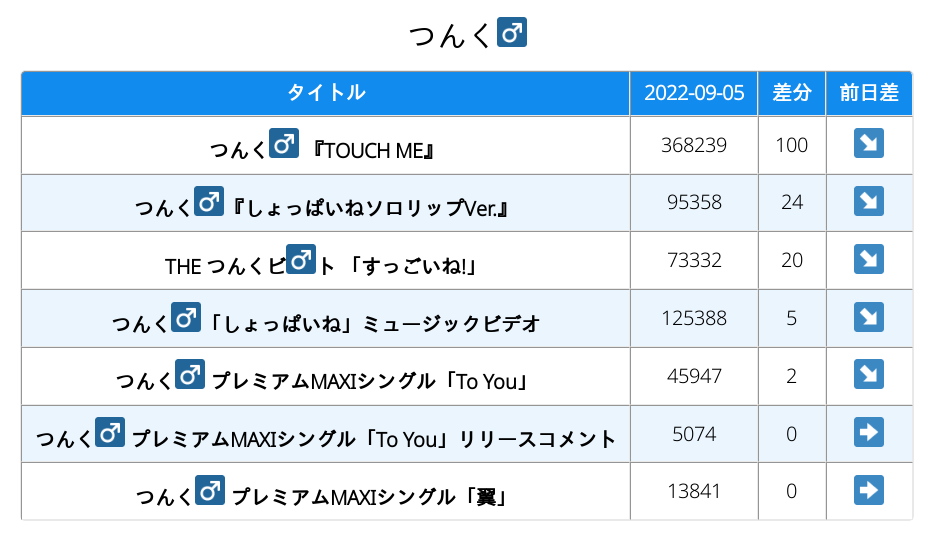 つんく♂
タイトル 2022-09-05 差分 前日差
つんく♂ 『TOUCH ME』 368239 100 ↘
つんく♂『しょっぱいねソロリップVer.』 95358 24 ↘
THE つんくビ♂ト 「すっごいね!」 73332 20 ↘
つんく♂「しょっぱいね」ミュージックビデオ 125388 5 ↘
つんく♂ プレミアムMAXIシングル「To You」 45947 2 ↘
つんく♂ プレミアムMAXIシングル「To You」リリースコメント 5074 0 ➡
つんく♂ プレミアムMAXIシングル「翼」 13841 0 ➡